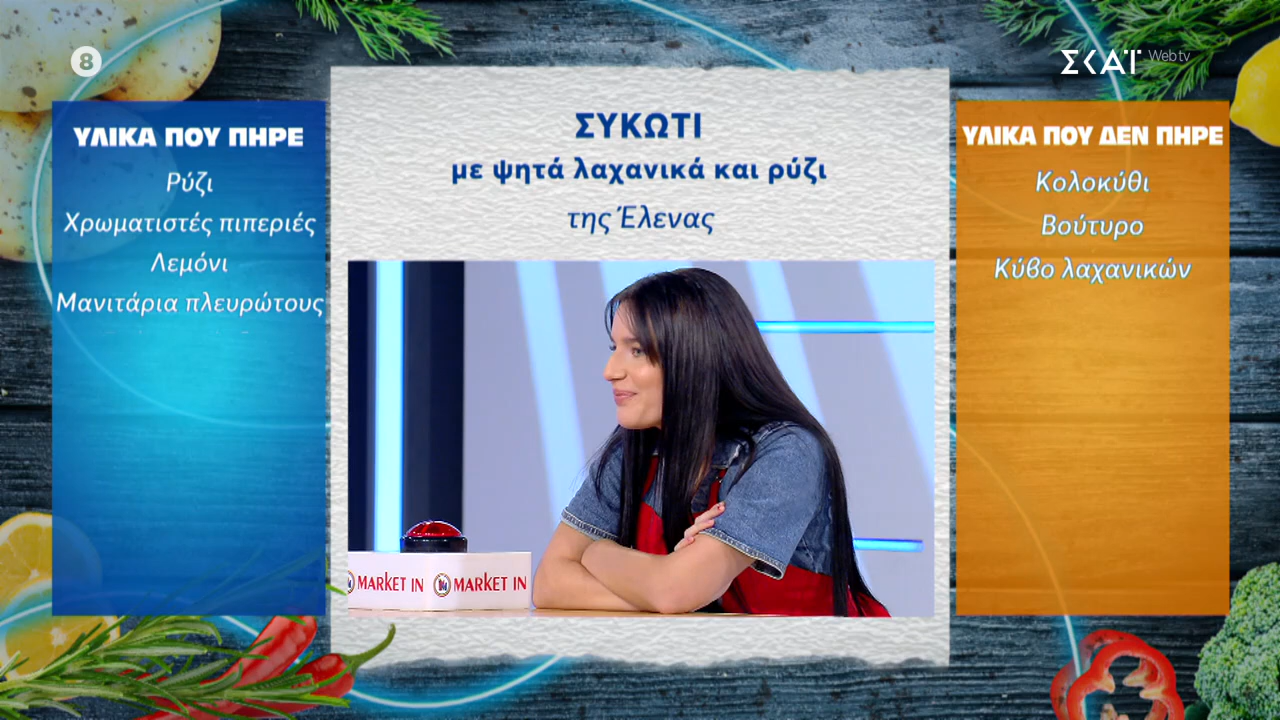 8
ΣΚΑΪ Webtv
ΥΛΙΚΑ ΠΟΥ ΠΗΡΕ
Ρύζι
Χρωματιστές πιπεριές
Λεμόνι
Μανιτάρια πλευρώτους
ΣΥΚΩΤΙ
με ψητά λαχανικά και ρύζι
της Έλενας
MARKET IN MARKET IN
ΥΛΙΚΑ ΠΟΥ ΔΕΝ ΠΗΡΕ
Κολοκύθι
Βούτυρο
Κύβο λαχανικών